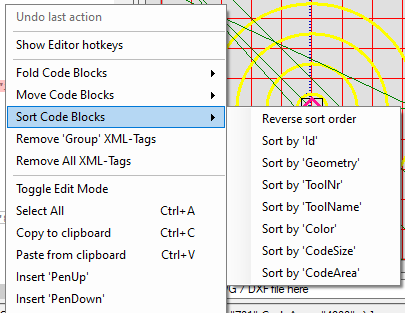 Undo last action
Show Editor hotkeys
Fold Code Blocks
Move Code Blocks
Sort Code Blocks
Remove 'Group' XML-Tags
Remove All XML-Tags
Toggle Edit Mode
Select All Ctrl+A
Copy to clipboard Ctrl+C
Paste from clipboard Ctrl+V
Insert 'PenUp'
Insert 'PenDown'
Reverse sort order
Sort by 'Id'
Sort by 'Geometry'
Sort by 'ToolNr'
Sort by 'ToolName'
Sort by 'Color'
Sort by 'CodeSize'
Sort by 'CodeArea'
PG / DXF file here